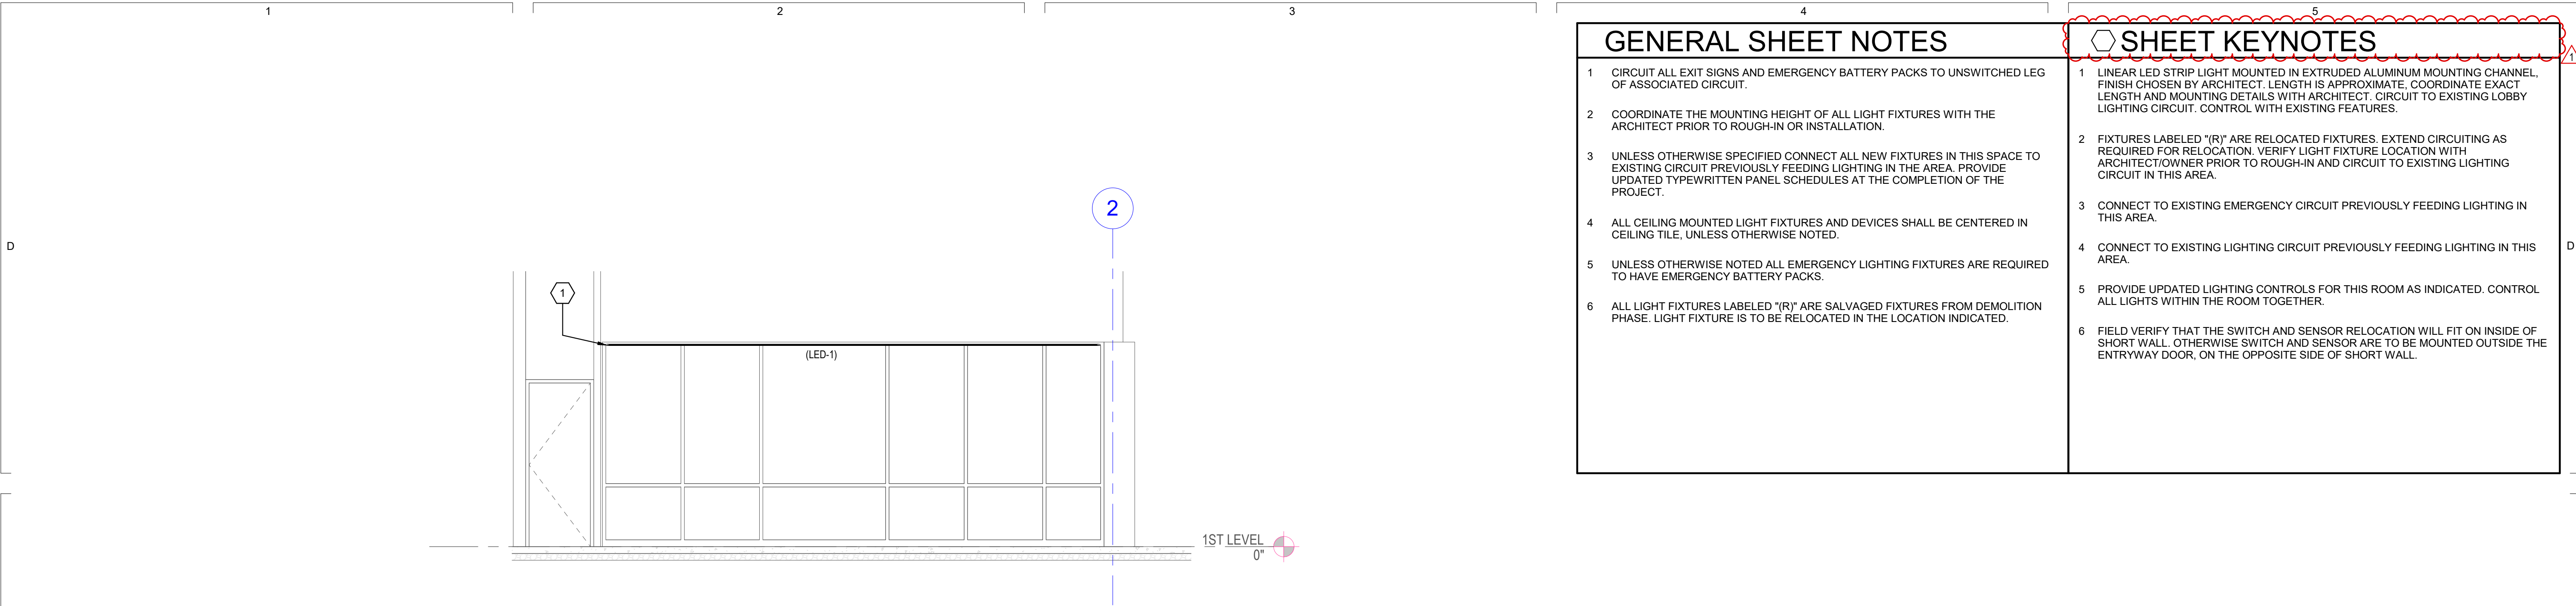 1
2
3
4
5
GENERAL SHEET NOTES
1 CIRCUIT ALL EXIT SIGNS AND EMERGENCY BATTERY PACKS TO UNSWITCHED LEG
OF ASSOCIATED CIRCUIT.
2 COORDINATE THE MOUNTING HEIGHT OF ALL LIGHT FIXTURES WITH THE
ARCHITECT PRIOR TO ROUGH-IN OR INSTALLATION.
3 UNLESS OTHERWISE SPECIFIED CONNECT ALL NEW FIXTURES IN THIS SPACE TO
EXISTING CIRCUIT PREVIOUSLY FEEDING LIGHTING IN THE AREA. PROVIDE
UPDATED TYPEWRITTEN PANEL SCHEDULES AT THE COMPLETION OF THE
PROJECT.
4 ALL CEILING MOUNTED LIGHT FIXTURES AND DEVICES SHALL BE CENTERED IN
CEILING TILE, UNLESS OTHERWISE NOTED.
5 UNLESS OTHERWISE NOTED ALL EMERGENCY LIGHTING FIXTURES ARE REQUIRED
TO HAVE EMERGENCY BATTERY PACKS.
6 ALL LIGHT FIXTURES LABELED "(R)" ARE SALVAGED FIXTURES FROM DEMOLITION
PHASE. LIGHT FIXTURE IS TO BE RELOCATED IN THE LOCATION INDICATED.
SHEET KEYNOTES
1
1 LINEAR LED STRIP LIGHT MOUNTED IN EXTRUDED ALUMINUM MOUNTING CHANNEL,
FINISH CHOSEN BY ARCHITECT. LENGTH IS APPROXIMATE, COORDINATE EXACT
LENGTH AND MOUNTING DETAILS WITH ARCHITECT. CIRCUIT TO EXISTING LOBBY
LIGHTING CIRCUIT. CONTROL WITH EXISTING FEATURES.
2 FIXTURES LABELED "(R)" ARE RELOCATED FIXTURES. EXTEND CIRCUITING AS
REQUIRED FOR RELOCATION. VERIFY LIGHT FIXTURE LOCATION WITH
ARCHITECT/OWNER PRIOR TO ROUGH-IN AND CIRCUIT TO EXISTING LIGHTING
CIRCUIT IN THIS AREA.
3 CONNECT TO EXISTING EMERGENCY CIRCUIT PREVIOUSLY FEEDING LIGHTING IN
THIS AREA.
4 CONNECT TO EXISTING LIGHTING CIRCUIT PREVIOUSLY FEEDING LIGHTING IN THIS
AREA.
5 PROVIDE UPDATED LIGHTING CONTROLS FOR THIS ROOM AS INDICATED. CONTROL
ALL LIGHTS WITHIN THE ROOM TOGETHER.
6 FIELD VERIFY THAT THE SWITCH AND SENSOR RELOCATION WILL FIT ON INSIDE OF
SHORT WALL. OTHERWISE SWITCH AND SENSOR ARE TO BE MOUNTED OUTSIDE THE
ENTRYWAY DOOR, ON THE OPPOSITE SIDE OF SHORT WALL.
2
D
D
1
(LED-1)
1ST LEVEL
0"